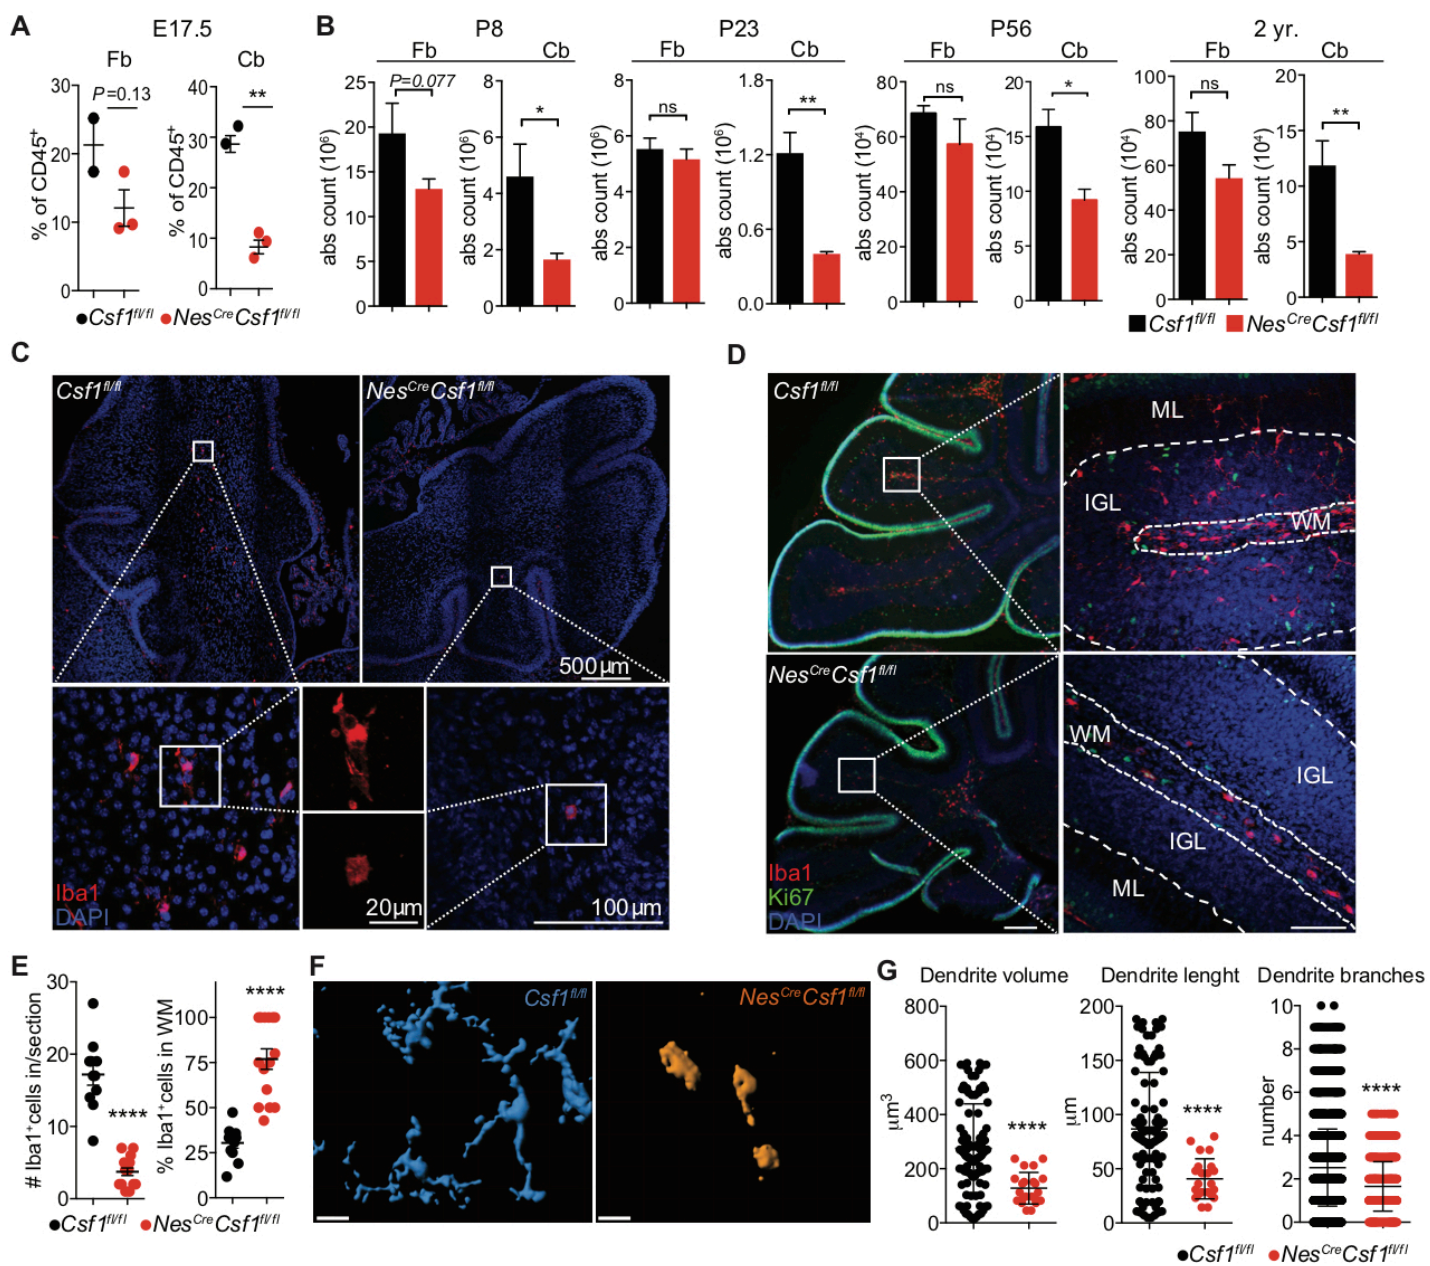 A
E17.5
Fb
Cb
% of CD45+
30
20
10
0
P=0.13
% of CD45+
40
30
20
10
0
**
Csf1fl/fl
NesCreCsf1fl/fl
B
P8
Fb
Cb
abs count (10⁶)
25
20
15
10
5
0
P=0.077
abs count (10⁶)
8
6
4
2
0
*
P23
Fb
Cb
abs count (10⁶)
8
6
4
2
0
ns
abs count (10⁶)
1.8
1.2
0.6
0.0
**
P56
Fb
Cb
abs count (10⁴)
80
60
40
20
0
ns
abs count (10⁴)
20
15
10
5
0
*
2 yr.
Fb
Cb
abs count (10⁴)
100
80
60
40
20
0
ns
abs count (10⁴)
20
15
10
5
0
**
Csf1fl/fl
NesCreCsf1fl/fl
C
Csf1fl/fl
NesCreCsf1fl/fl
500µm
Iba1
DAPI
20µm
100µm
D
Csf1fl/fl
ML
IGL
WM
NesCreCsf1fl/fl
WM
IGL
IGL
ML
Iba1
Ki67
DAPI
E
# Iba1+cells in/section
30
20
10
0
****
% Iba1+cells in WM
100
75
50
25
0
****
Csf1fl/fl
NesCreCsf1fl/fl
F
Csf1fl/fl
NesCreCsf1fl/fl
G
Dendrite volume
µm³
800
600
400
200
0
****
Dendrite lenght
µm
200
150
100
50
0
****
Dendrite branches
number
10
8
6
4
2
0
****
Csf1fl/fl
NesCreCsf1fl/fl